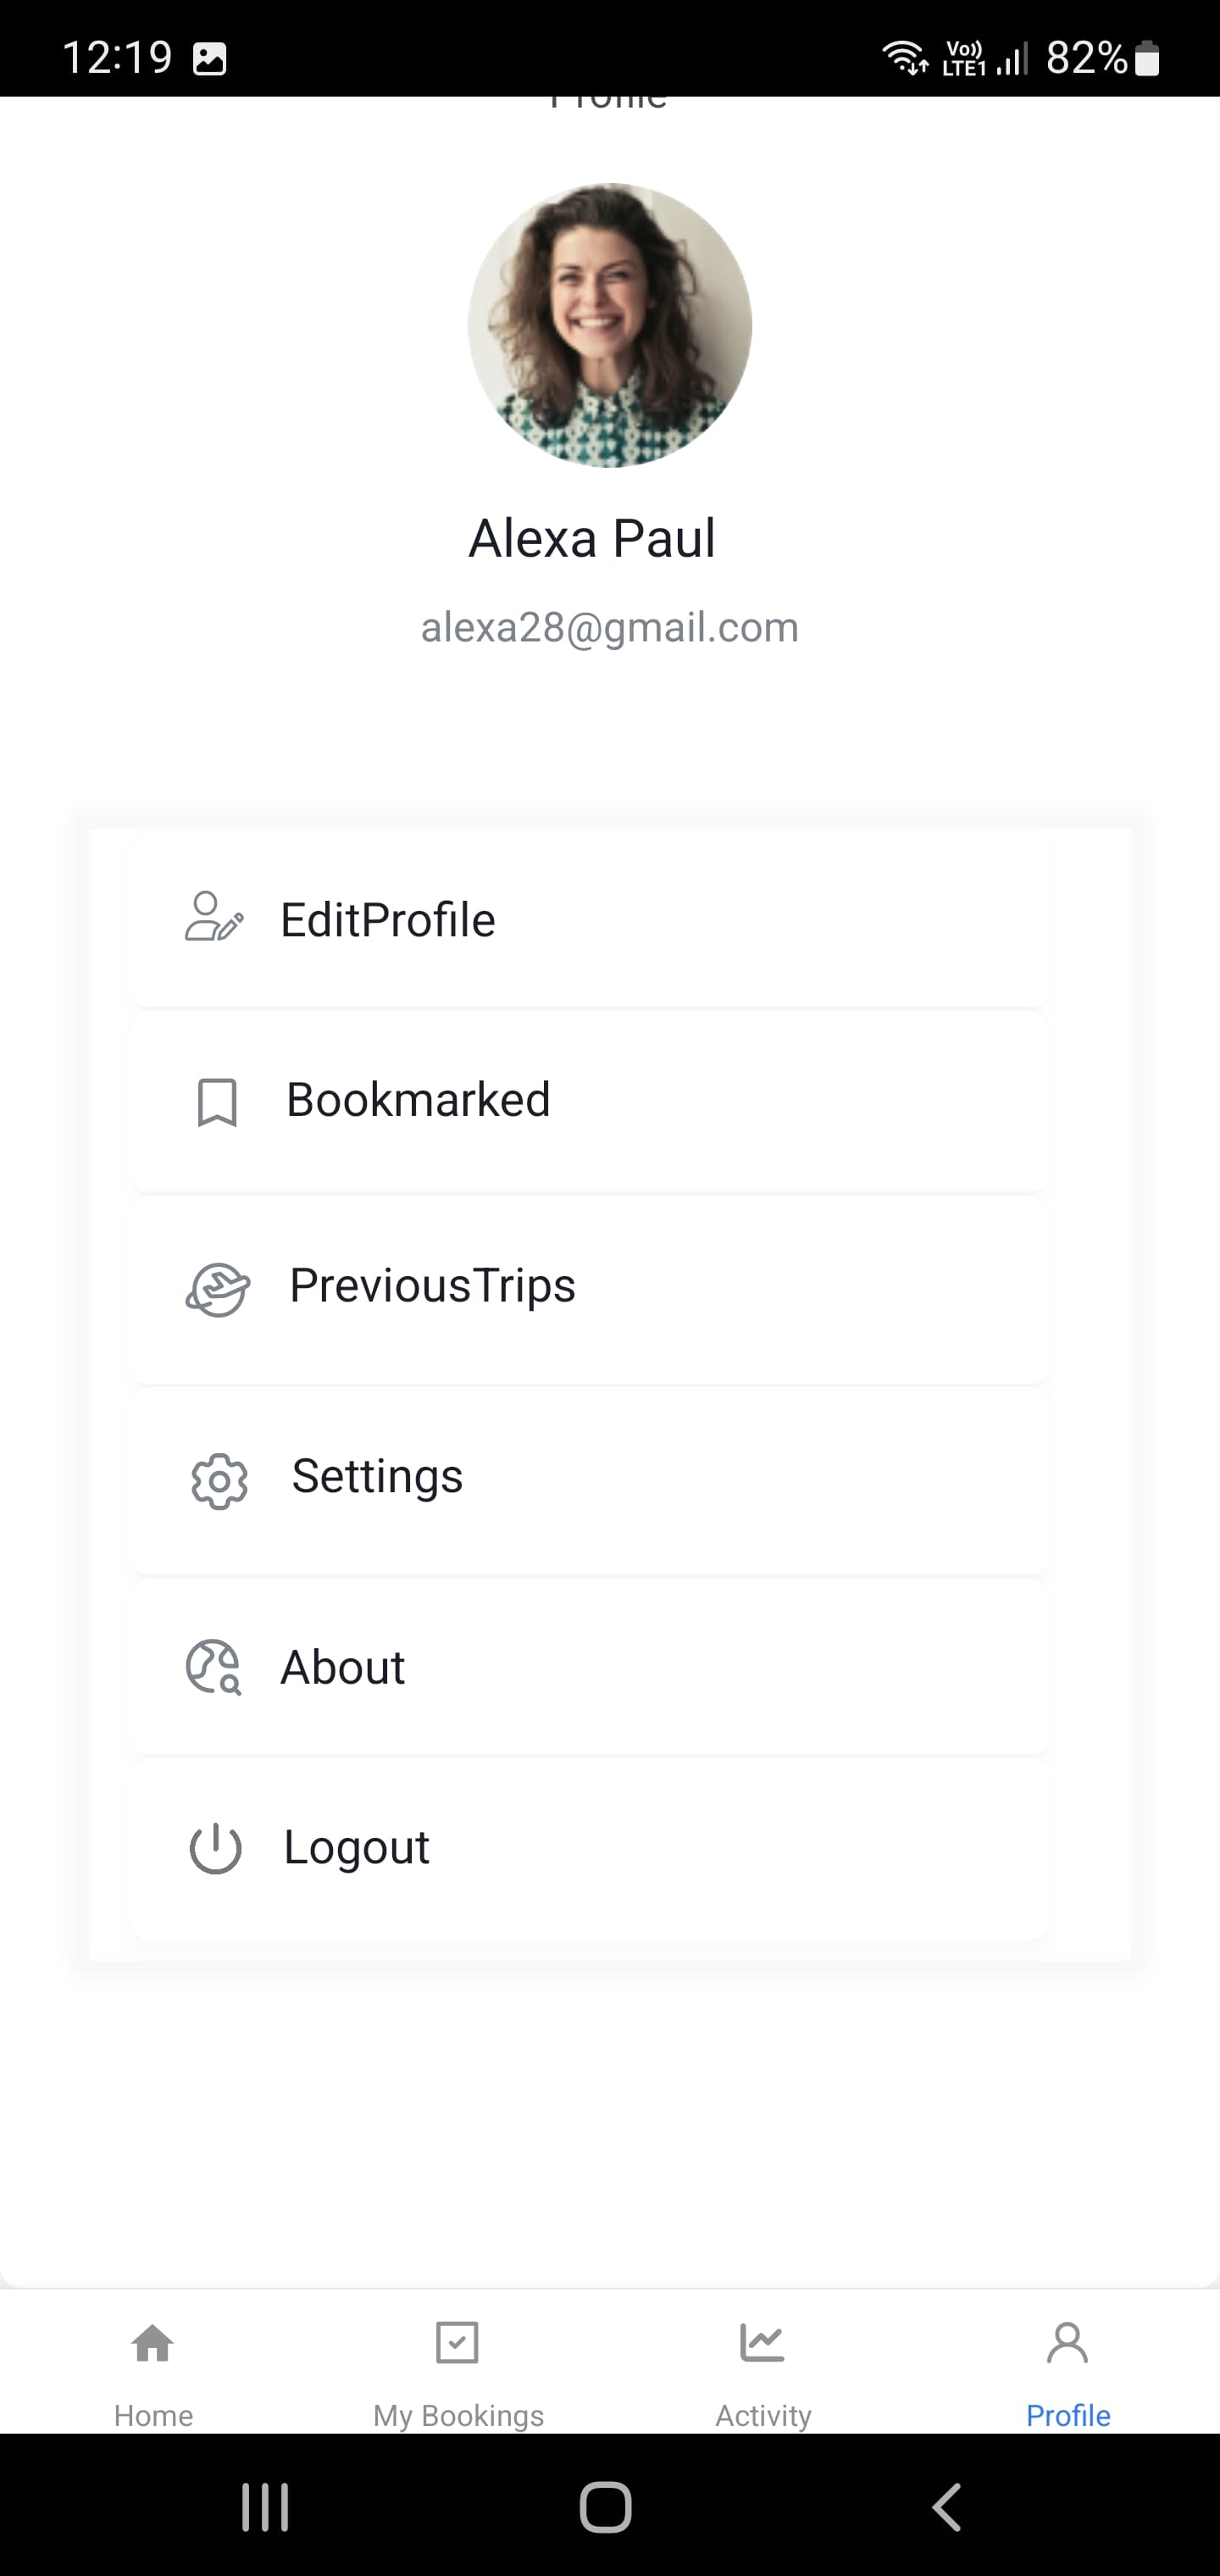 12:19 Vo)) LTE1 82%
Profile
Alexa Paul
alexa28@gmail.com
EditProfile
Bookmarked
PreviousTrips
Settings
About
Logout
Home My Bookings Activity Profile